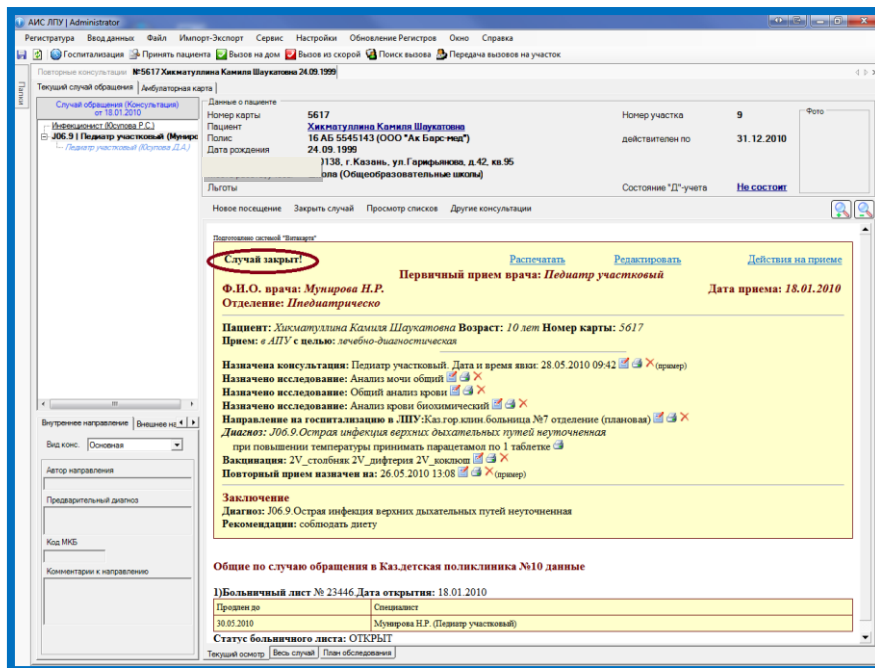 АИС ЛПУ | Administrator
Регистратура Ввод данных Файл Импорт-Экспорт Сервис Настройки Обновление Регистров Окно Справка
Госпитализация Принять пациента Вызов на дом Вызов из скорой Поиск вызова Передача вызовов на участок
Повторные консультации №5617 Хикматуллина Камиля Шаукатовна 24.09.1999
Папки
Текущий случай обращения Амбулаторная карта
Случай обращения (Консультация)
от 18.01.2010
Инфекционист (Юсупова Р.С.)
J06.9 | Педиатр участковый (Мунирс
Педиатр участковый (Юсупова Д.А.)
Данные о пациенте
Номер карты 5617 Номер участка 9 Фото
Пациент Хикматуллина Камиля Шаукатовна
Полис 16 АБ 5545143 (ООО "Ак Барс-мед") действителен по 31.12.2010
Дата рождения 24.09.1999
0138, г.Казань, ул.Гарифьянова, д.42, кв.95
ола (Общеобразовательные школы)
Льготы Состояние "Д"-учета Не состоит
Новое посещение Закрыть случай Просмотр списков Другие консультации
Подготовлено системой "Витакарта"
Случай закрыт! Распечатать Редактировать Действия на приеме
Первичный прием врача: Педиатр участковый
Ф.И.О. врача: Мунирова Н.Р. Дата приема: 18.01.2010
Отделение: Ппедиатрическо
Пациент: Хикматуллина Камиля Шаукатовна Возраст: 10 лет Номер карты: 5617
Прием: в АПУ с целью: лечебно-диагностическая
Назначена консультация: Педиатр участковый. Дата и время явки: 28.05.2010 09:42 (пример)
Назначено исследование: Анализ мочи общий
Назначено исследование: Общий анализ крови
Назначено исследование: Анализ крови биохимический
Направление на госпитализацию в ЛПУ:Каз.гор.клин.больница №7 отделение (плановая)
Диагноз: J06.9.Острая инфекция верхних дыхательных путей неуточненная
при повышении температуры принимать парацетамол по 1 таблетке
Вакцинация: 2V_столбняк 2V_дифтерия 2V_коклюш
Повторный прием назначен на: 26.05.2010 13:08 (пример)
Заключение
Диагноз: J06.9.Острая инфекция верхних дыхательных путей неуточненная
Рекомендации: соблюдать диету
Общие по случаю обращения в Каз.детская поликлиника №10 данные
1)Больничный лист № 23446.Дата открытия: 18.01.2010
Продлен до Специалист
30.05.2010 Мунирова Н.Р. (Педиатр участковый)
Статус больничного листа: ОТКРЫТ
Текущий осмотр Весь случай План обследования
Внутреннее направление Внешнее на
Вид конс. Основная
Автор направления
Предварительный диагноз
Код МКБ
Комментарии к направлению